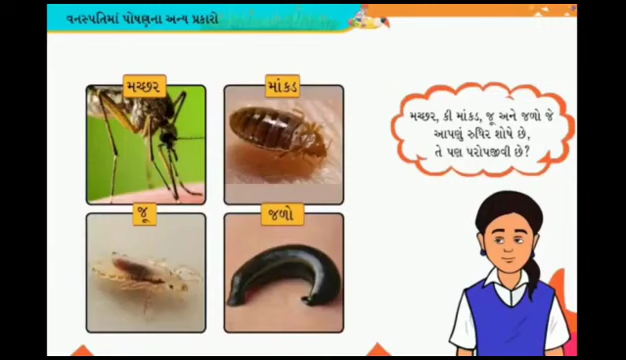 વનસ્પતિમાં પોષણના અન્ય પ્રકારો
મચ્છર
માંકડ
જૂ
જળો
મચ્છર, કી માંકડ, જૂ અને જળો જે
આપણું રુધિર શોષે છે,
તે પણ પરોપજીવી છે?